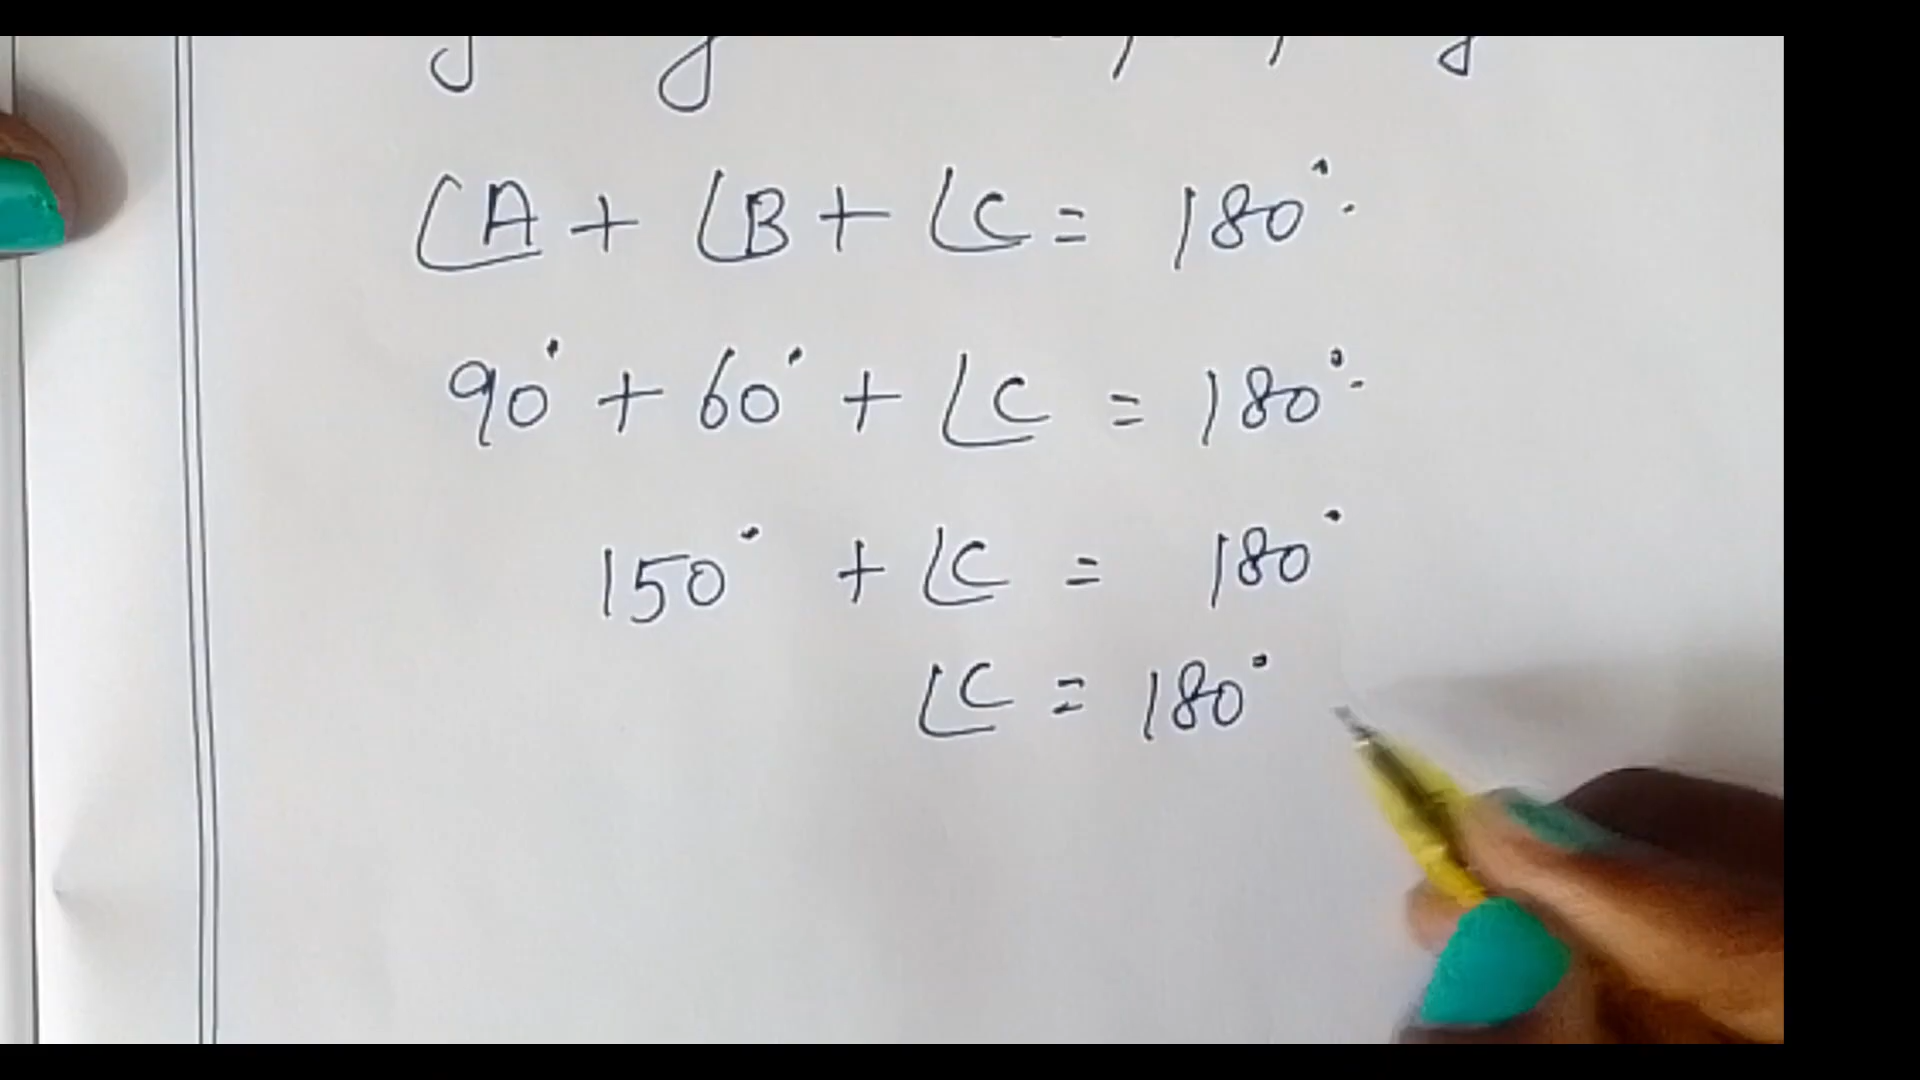 ∠A + ∠B + ∠C = 180°.
90° + 60° + ∠C = 180°.
150° + ∠C = 180°
∠C = 180°